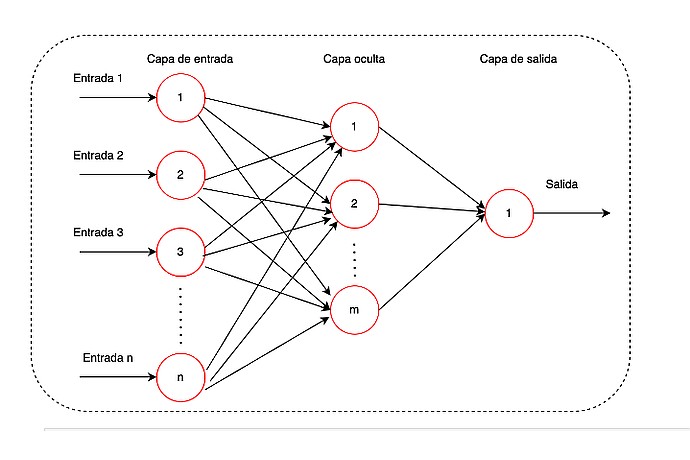 Capa de entrada
Capa oculta
Capa de salida
Entrada 1
1
1
Entrada 2
2
2
Salida
1
Entrada 3
3
m
Entrada n
n